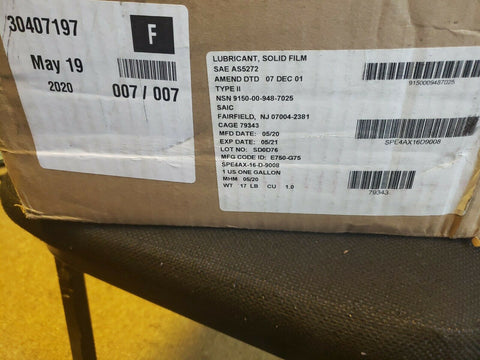 30407197
F
May 19
2020
007 / 007
LUBRICANT, SOLID FILM
SAE AS5272
AMEND DTD 07 DEC 01
TYPE II
NSN 9150-00-948-7025
SAIC
FAIRFIELD, NJ 07004-2381
CAGE 79343
MFD DATE: 05/20
EXP DATE: 05/21
LOT NO: SD0D76
MFG CODE ID: E750-G75
SPE4AX-16-D-9008
1 US ONE GALLON
MHM 05/20
WT 17 LB CU 1.0
9150009487025
SPE4AX16D9008
79343